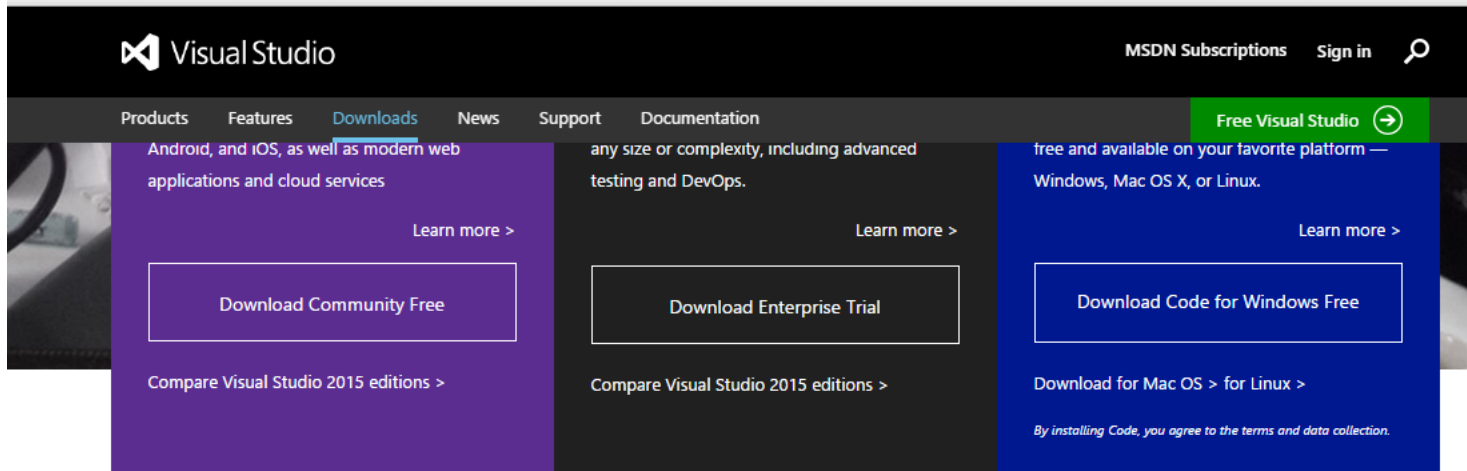 Visual Studio
MSDN Subscriptions Sign in
Products Features Downloads News Support Documentation
Free Visual Studio
Android, and iOS, as well as modern web
applications and cloud services
Learn more >
Download Community Free
Compare Visual Studio 2015 editions >
any size or complexity, including advanced
testing and DevOps.
Learn more >
Download Enterprise Trial
Compare Visual Studio 2015 editions >
free and available on your favorite platform —
Windows, Mac OS X, or Linux.
Learn more >
Download Code for Windows Free
Download for Mac OS > for Linux >
By installing Code, you agree to the terms and data collection.